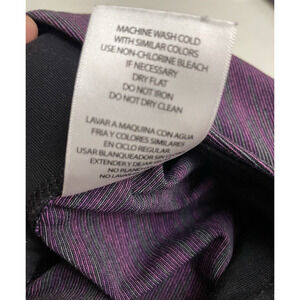 MACHINE WASH COLD
WITH SIMILAR COLORS
USE NON-CHLORINE BLEACH
IF NECESSARY
DRY FLAT
DO NOT IRON
DO NOT DRY CLEAN
LAVAR A MAQUINA CON AGUA
FRIA Y COLORES SIMILARES
EN CICLO REGULAR
USAR BLANQUEADOR SIN
EXTENDER Y DEJAR
NO
NO